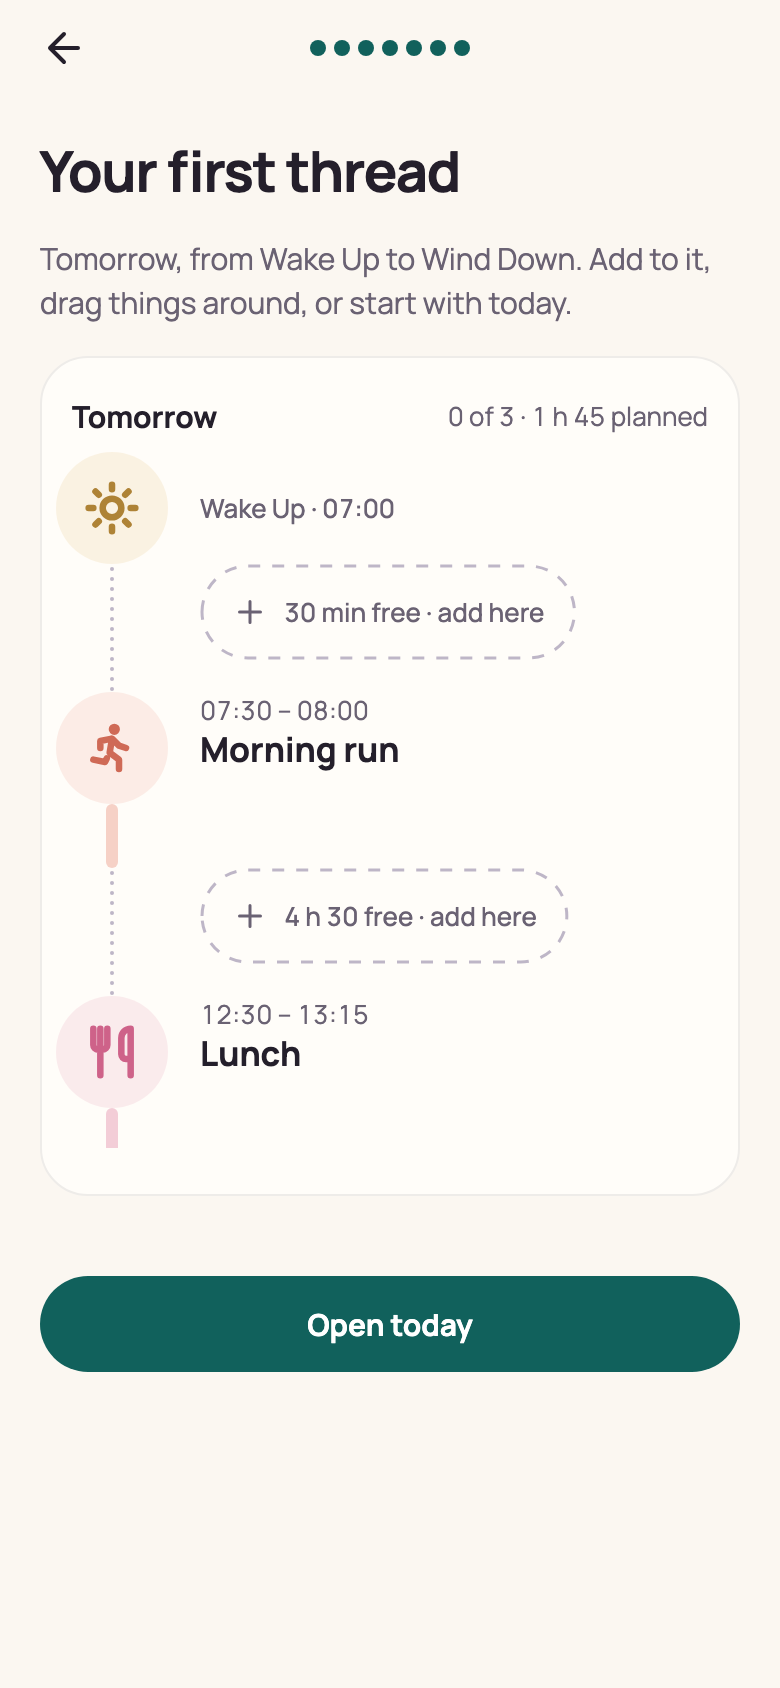 Your first thread
Tomorrow, from Wake Up to Wind Down. Add to it,
drag things around, or start with today.
Tomorrow
0 of 3 · 1 h 45 planned
Wake Up · 07:00
30 min free · add here
07:30 – 08:00
Morning run
4 h 30 free · add here
12:30 – 13:15
Lunch
Open today